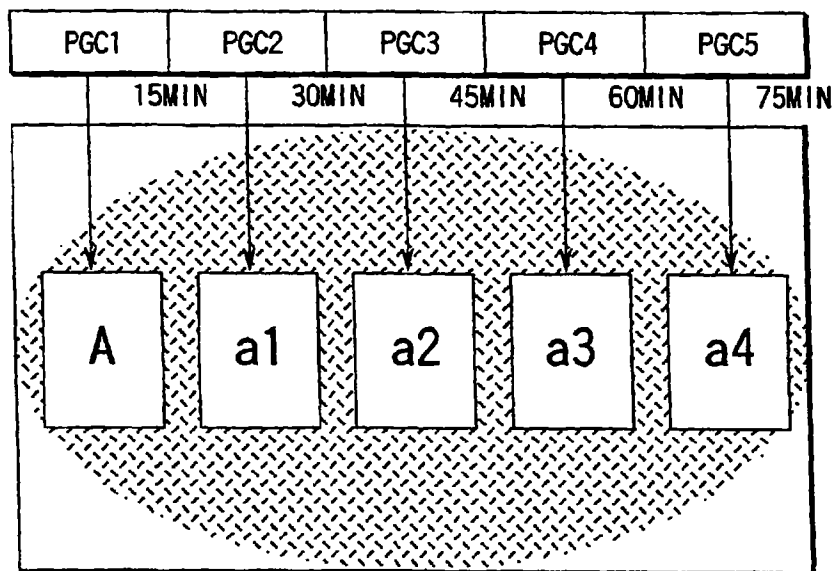 PGC1 PGC2 PGC3 PGC4 PGC5
15MIN 30MIN 45MIN 60MIN 75MIN
A a1 a2 a3 a4